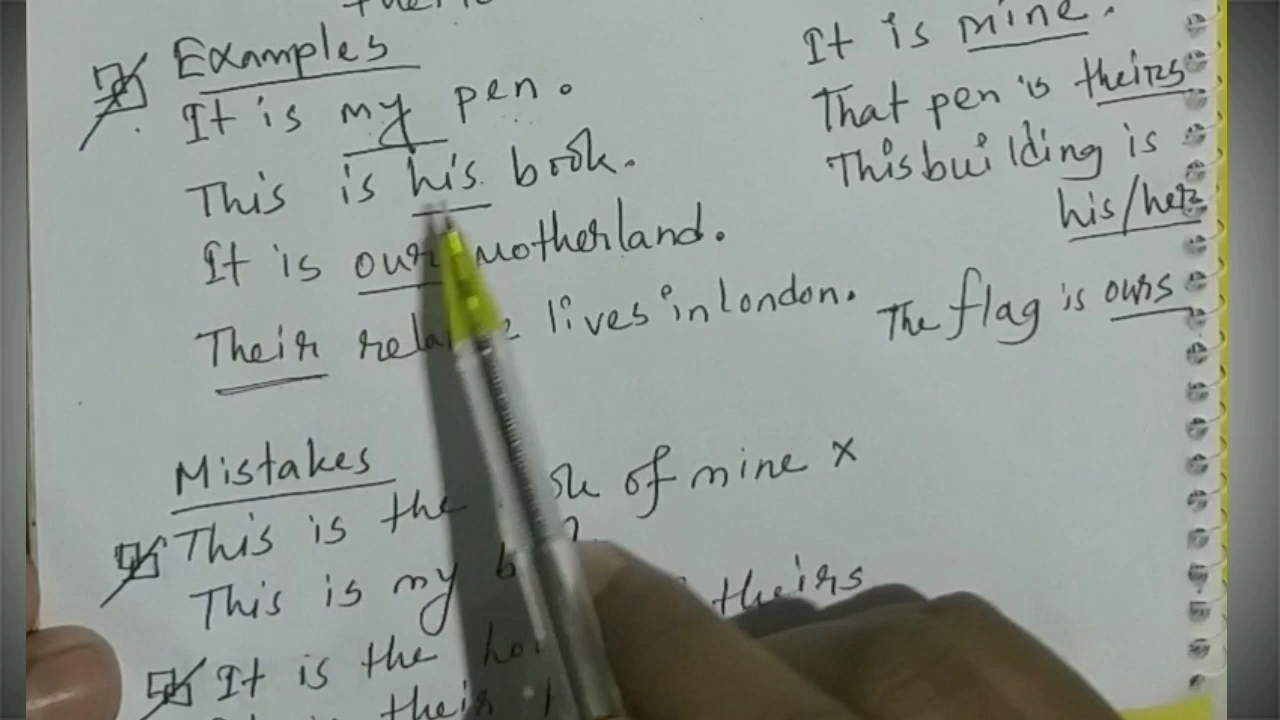 Examples
It is my pen.
This is his book.
It is our motherland.
Their lives in london.
It is mine.
That pen is theirs
This building is
his/her
The flag is ours
Mistakes
This is the of mine x
This is my
It is the theirs
their